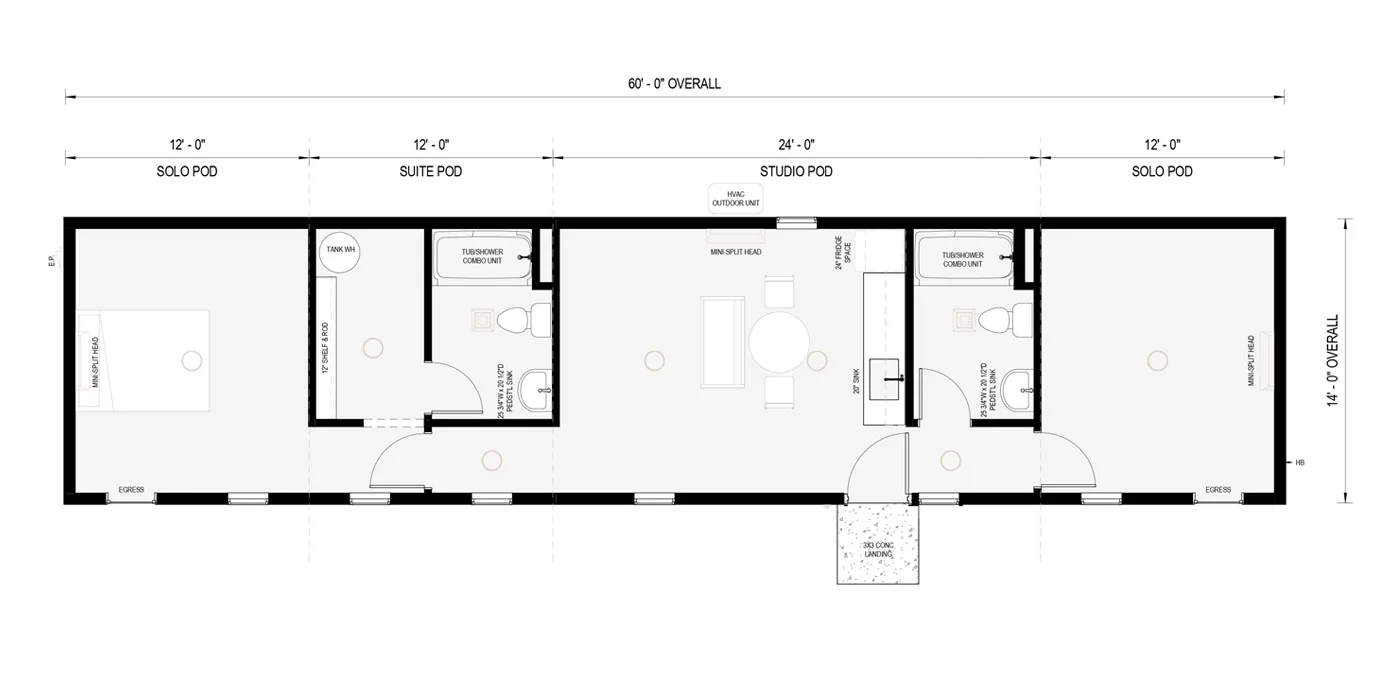 60' - 0" OVERALL
12' - 0"
12' - 0"
24' - 0"
12' - 0"
SOLO POD
SUITE POD
STUDIO POD
SOLO POD
HVAC
OUTDOOR UNIT
E.P.
TANK WH
TUB/SHOWER
COMBO UNIT
MINI-SPLIT HEAD
24" FRIDGE
SPACE
TUB/SHOWER
COMBO UNIT
MINI-SPLIT HEAD
12" SHELF & ROD
25 3/4"W x 20 1/2"D
PEDST'L SINK
20" SINK
25 3/4"W x 20 1/2"D
PEDST'L SINK
MINI-SPLIT HEAD
14' - 0" OVERALL
HB
EGRESS
EGRESS
3X3 CONC
LANDING